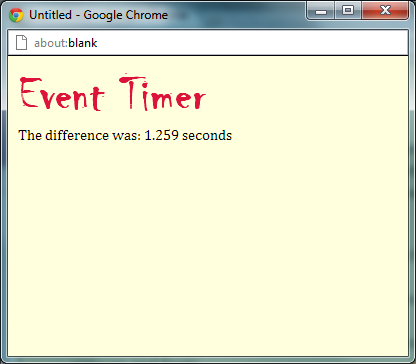 Untitled - Google Chrome
about:blank
Event Timer
The difference was: 1.259 seconds